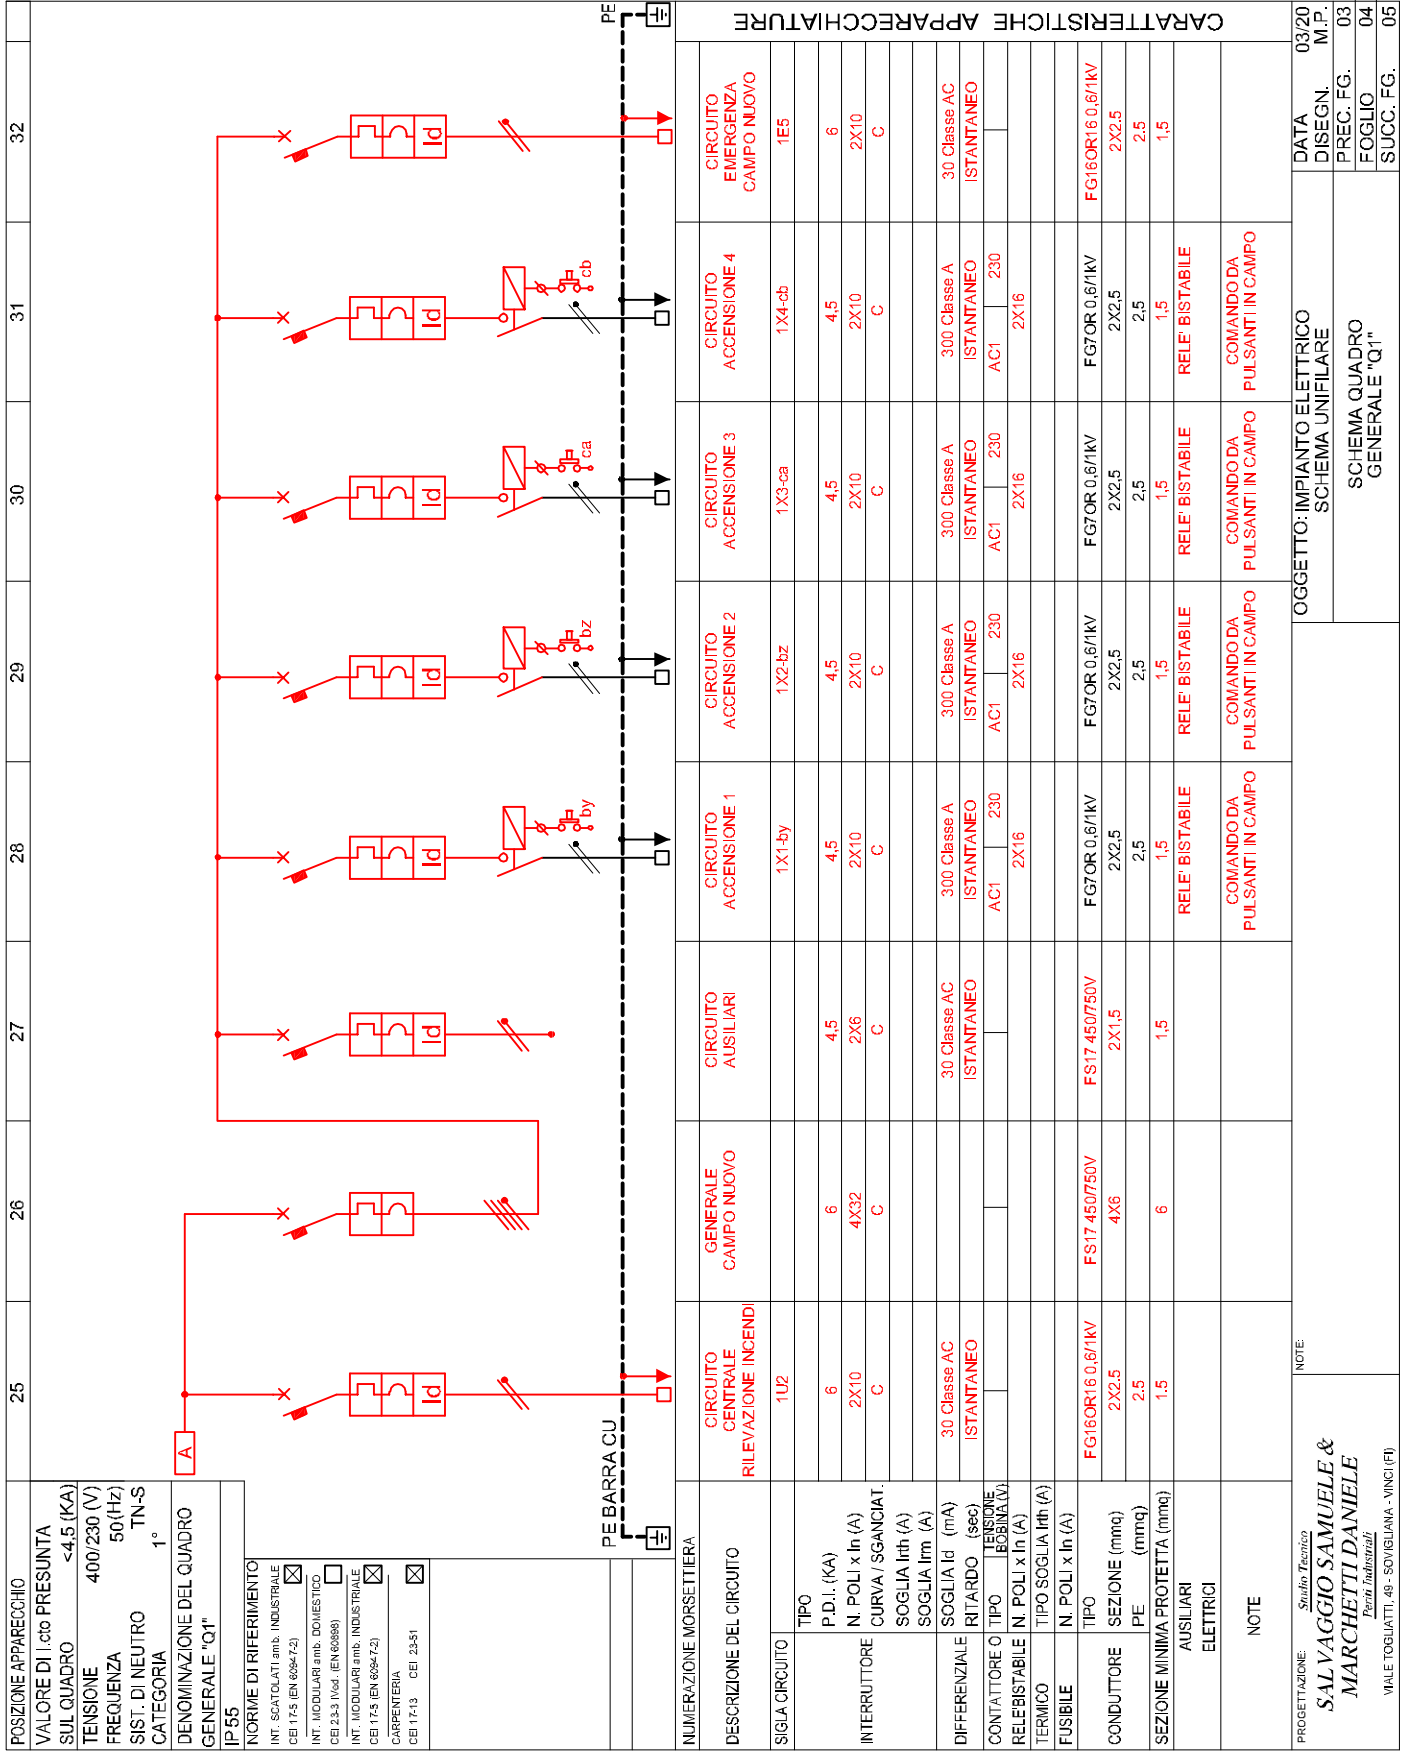 POSIZIONE APPARECCHIO 25 26 27 28 29 30 31 32
VALORE DI I.cto PRESUNTA
SUL QUADRO <4,5 (KA)
TENSIONE 400/230 (V)
FREQUENZA 50(Hz)
SIST. DI NEUTRO TN-S
CATEGORIA 1°
DENOMINAZIONE DEL QUADRO
GENERALE "Q1"
IP 55
NORME DI RIFERIMENTO
INT. SCATOLATI amb. INDUSTRIALE
CEI 17-5 (EN 60947-2)
INT. MODULARI amb. DOMESTICO
CEI 23-3 IVed. (EN 60898)
INT. MODULARI amb. INDUSTRIALE
CEI 17-5 (EN 60947-2)
CARPENTERIA
CEI 17-13 CEI 23-51
A
Id Id Id Id Id Id Id
by bz ca cb
PE BARRA CU PE
NUMERAZIONE MORSETTIERA
DESCRIZIONE DEL CIRCUITO
CIRCUITO
CENTRALE
RILEVAZIONE INCENDI
GENERALE
CAMPO NUOVO
CIRCUITO
AUSILIARI
CIRCUITO
ACCENSIONE 1
CIRCUITO
ACCENSIONE 2
CIRCUITO
ACCENSIONE 3
CIRCUITO
ACCENSIONE 4
CIRCUITO
EMERGENZA
CAMPO NUOVO
CARATTERISTICHE APPARECCHIATURE
SIGLA CIRCUITO 1U2 1X1-by 1X2-bz 1X3-ca 1X4-cb 1E5
INTERRUTTORE
TIPO
P.D.I. (KA) 6 6 4,5 4,5 4,5 4,5 4,5 6
N. POLI x In (A) 2X10 4X32 2X6 2X10 2X10 2X10 2X10 2X10
CURVA / SGANCIAT. C C C C C C C C
SOGLIA Irth (A)
SOGLIA Irm (A)
DIFFERENZIALE
SOGLIA Id (mA) 30 Classe AC 30 Classe AC 300 Classe A 300 Classe A 300 Classe A 300 Classe A 30 Classe AC
RITARDO (sec) ISTANTANEO ISTANTANEO ISTANTANEO ISTANTANEO ISTANTANEO ISTANTANEO ISTANTANEO
CONTATTORE O RELE'BISTABILE
TIPO TENSIONE BOBINA (V) AC1 230 AC1 230 AC1 230 AC1 230
N. POLI x In (A) 2X16 2X16 2X16 2X16
TERMICO TIPO SOGLIA Irth (A)
FUSIBILE N. POLI x In (A)
CONDUTTORE
TIPO FG16OR16 0,6/1kV FS17 450/750V FS17 450/750V FG7OR 0,6/1kV FG7OR 0,6/1kV FG7OR 0,6/1kV FG7OR 0,6/1kV FG16OR16 0,6/1kV
SEZIONE (mmq) 2X2.5 4X6 2X1,5 2X2,5 2X2,5 2X2,5 2X2,5 2X2.5
PE (mmq) 2.5 2,5 2,5 2,5 2,5 2.5
SEZIONE MINIMA PROTETTA (mmq) 1.5 6 1,5 1,5 1,5 1,5 1,5 1,5
AUSILIARI
ELETTRICI
RELE' BISTABILE RELE' BISTABILE RELE' BISTABILE RELE' BISTABILE
NOTE
COMANDO DA
PULSANTI IN CAMPO
COMANDO DA
PULSANTI IN CAMPO
COMANDO DA
PULSANTI IN CAMPO
COMANDO DA
PULSANTI IN CAMPO
PROGETTAZIONE:
Studio Tecnico
SALVAGGIO SAMUELE &
MARCHETTI DANIELE
Periti Industriali
VIALE TOGLIATTI, 49 - SOVIGLIANA - VINCI (FI)
NOTE:
OGGETTO: IMPIANTO ELETTRICO
SCHEMA UNIFILARE
SCHEMA QUADRO
GENERALE "Q1"
DATA 03/20
DISEGN. M.P.
PREC. FG. 03
FOGLIO 04
SUCC. FG. 05